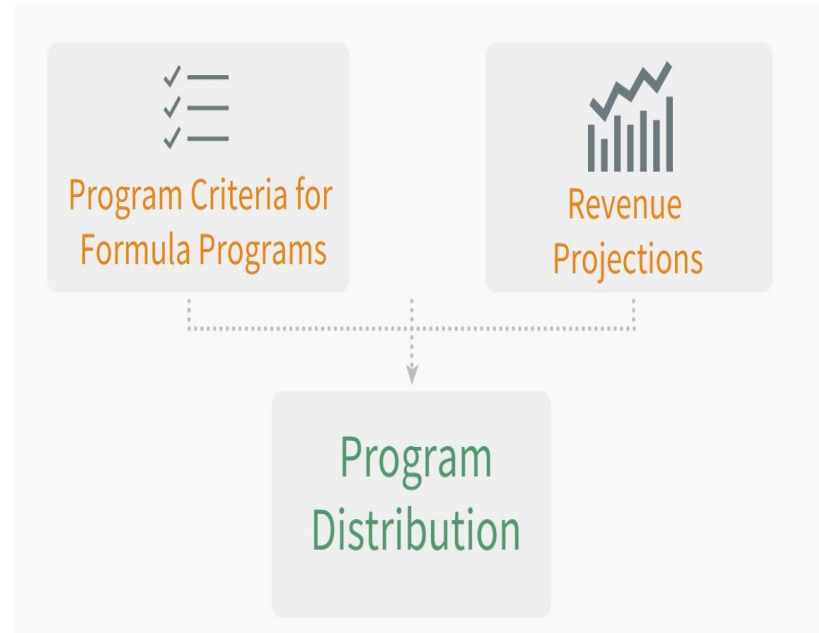 Program Criteria for
Formula Programs
Revenue
Projections
Program
Distribution